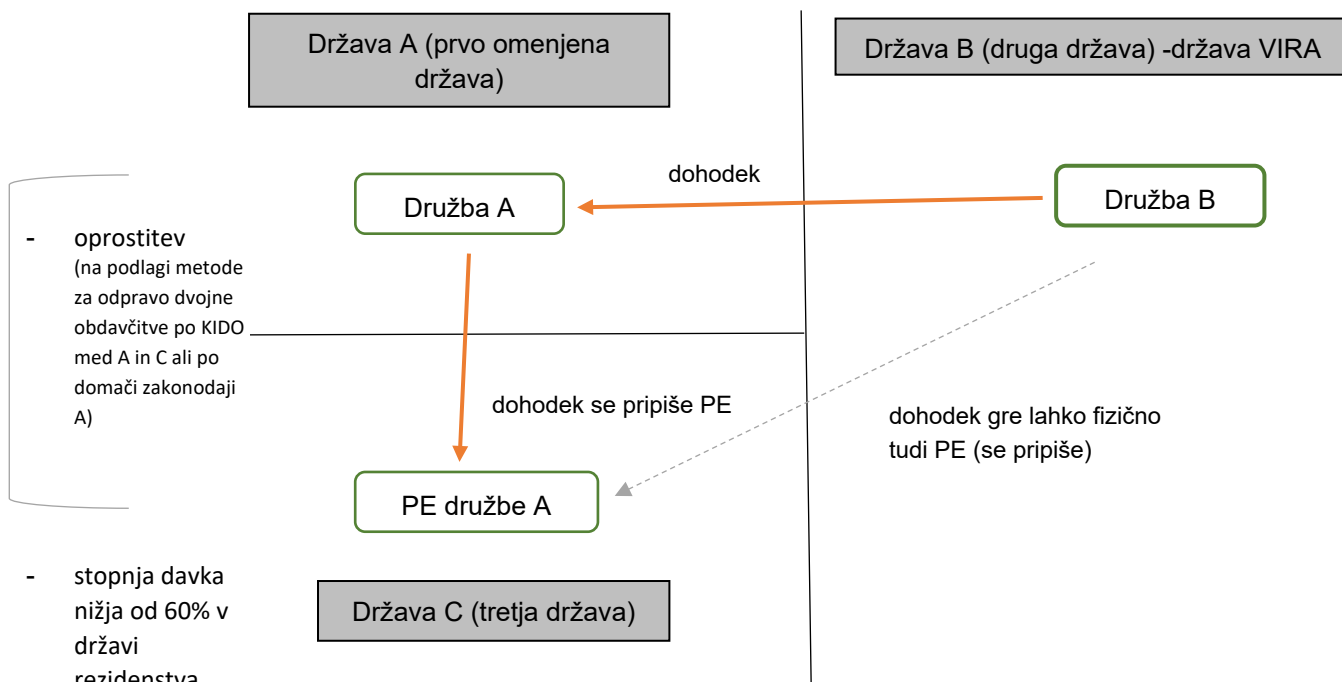 Država A (prvo omenjena
država)
Država B (druga država) -država VIRA
dohodek
Družba A
Družba B
- oprostitev
(na podlagi metode
za odpravo dvojne
obdavčitve po KIDO
med A in C ali po
domači zakonodaji
A)
dohodek se pripiše PE
dohodek gre lahko fizično
tudi PE (se pripiše)
PE družbe A
- stopnja davka
nižja od 60% v
državi
rezidenstva
Država C (tretja država)